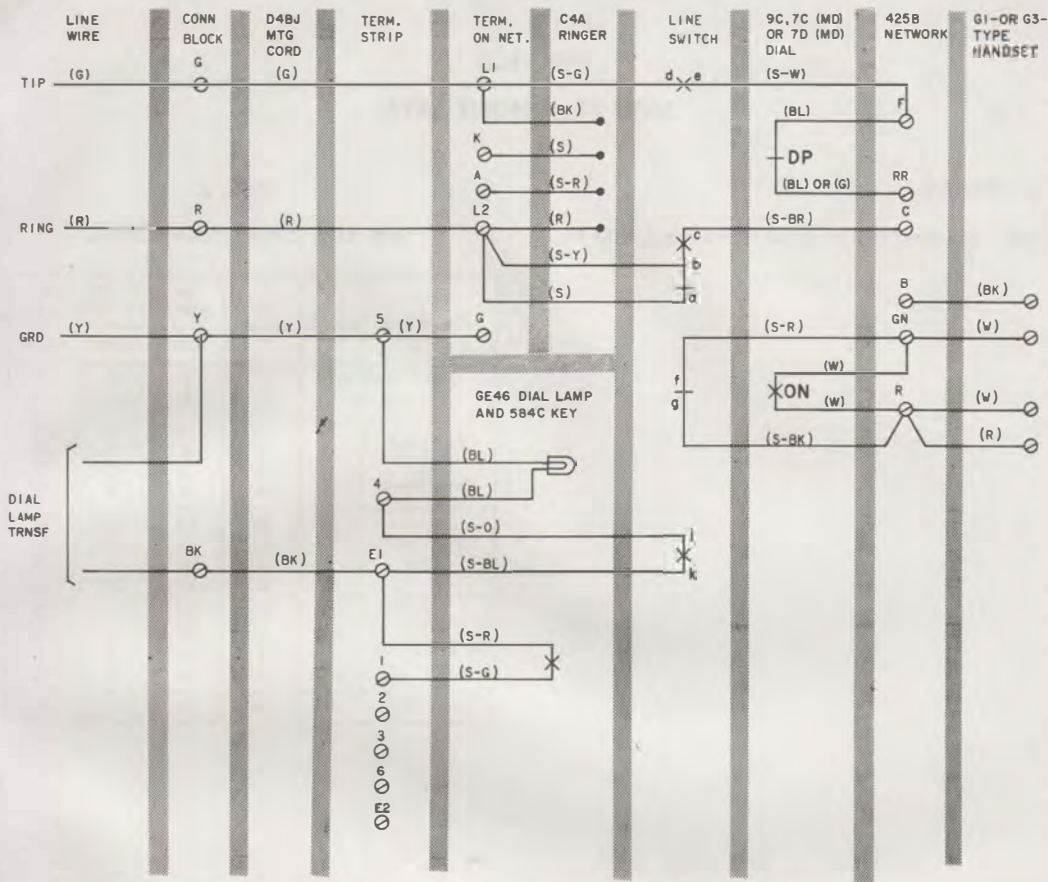 LINE
WIRE
CONN
BLOCK
D4BJ
MTG
CORD
TERM.
STRIP
TERM.
ON NET.
C4A
RINGER
LINE
SWITCH
9C,7C (MD)
OR 7D (MD)
DIAL
425B
NETWORK
G1-OR G3-
TYPE
HANDSET
G
L1
TIP (G) (G) (S-G) d e (S-W)
(BK) (BL) F
K (S) DP
A (S-R) (BL) OR (G) RR
RING (R) R (R) L2 (R) (S-BR) C
c
(S-Y) b
(S) a
B (BK)
GRD (Y) Y (Y) 5 (Y) G (S-R) GN (W)
(W)
f
g
ON
(W) R (W)
(S-BK) (R)
GE46 DIAL LAMP
AND 584C KEY
(BL)
4 (BL)
DIAL
LAMP
TRNSF
(S-O) j
BK (BK) E1 (S-BL) k
(S-R)
1 (S-G)
2
3
6
E2